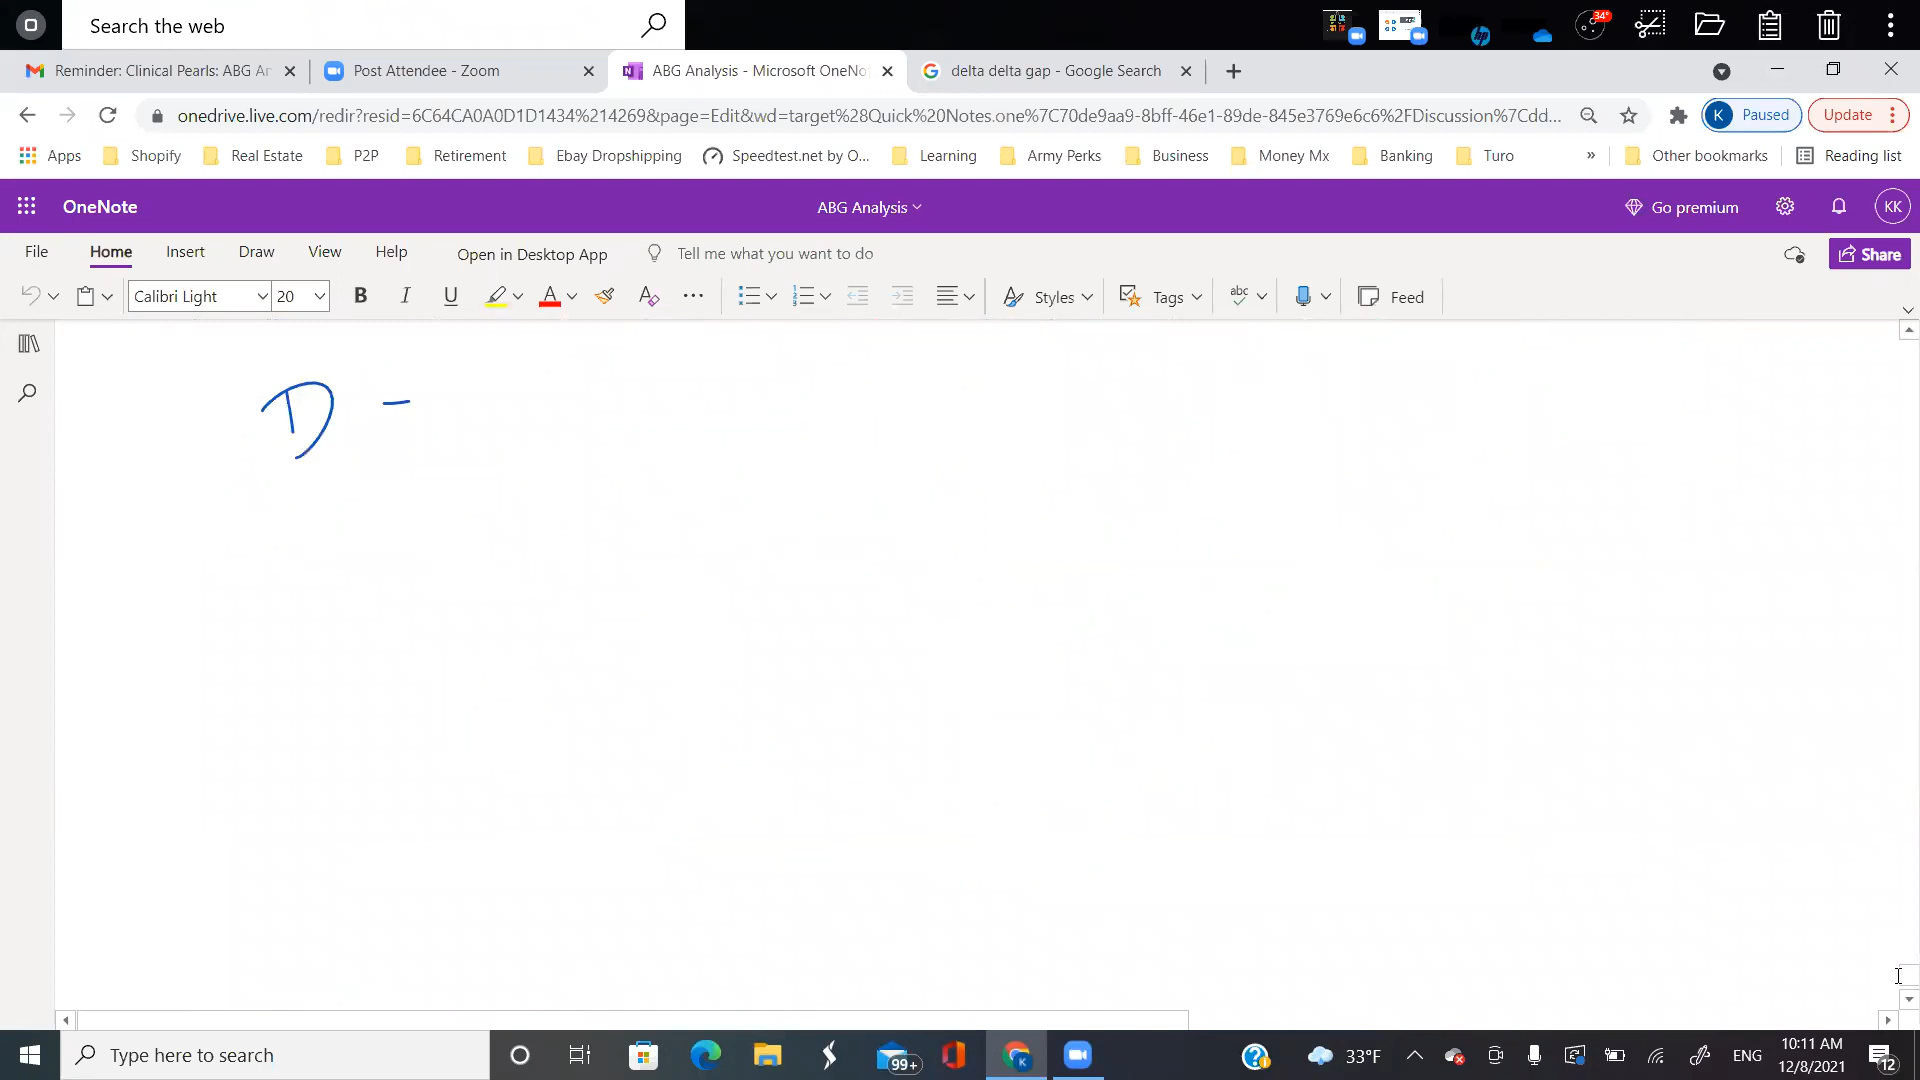 Search the web
34°
Reminder: Clinical Pearls: ABG An
Post Attendee - Zoom
ABG Analysis - Microsoft OneNo
delta delta gap - Google Search
onedrive.live.com/redir?resid=6C64CA0A0D1D1434%214269&page=Edit&wd=target%28Quick%20Notes.one%7C70de9aa9-8bff-46e1-89de-845e3769e6c6%2FDiscussion%7Cdd...
K Paused
Update
Apps Shopify Real Estate P2P Retirement Ebay Dropshipping Speedtest.net by O... Learning Army Perks Business Money Mx Banking Turo » Other bookmarks Reading list
OneNote ABG Analysis Go premium KK
File Home Insert Draw View Help Open in Desktop App Tell me what you want to do Share
Calibri Light 20 B I U A Styles Tags abc Feed
D -
Type here to search 99+ 33°F ENG 10:11 AM
12/8/2021 12